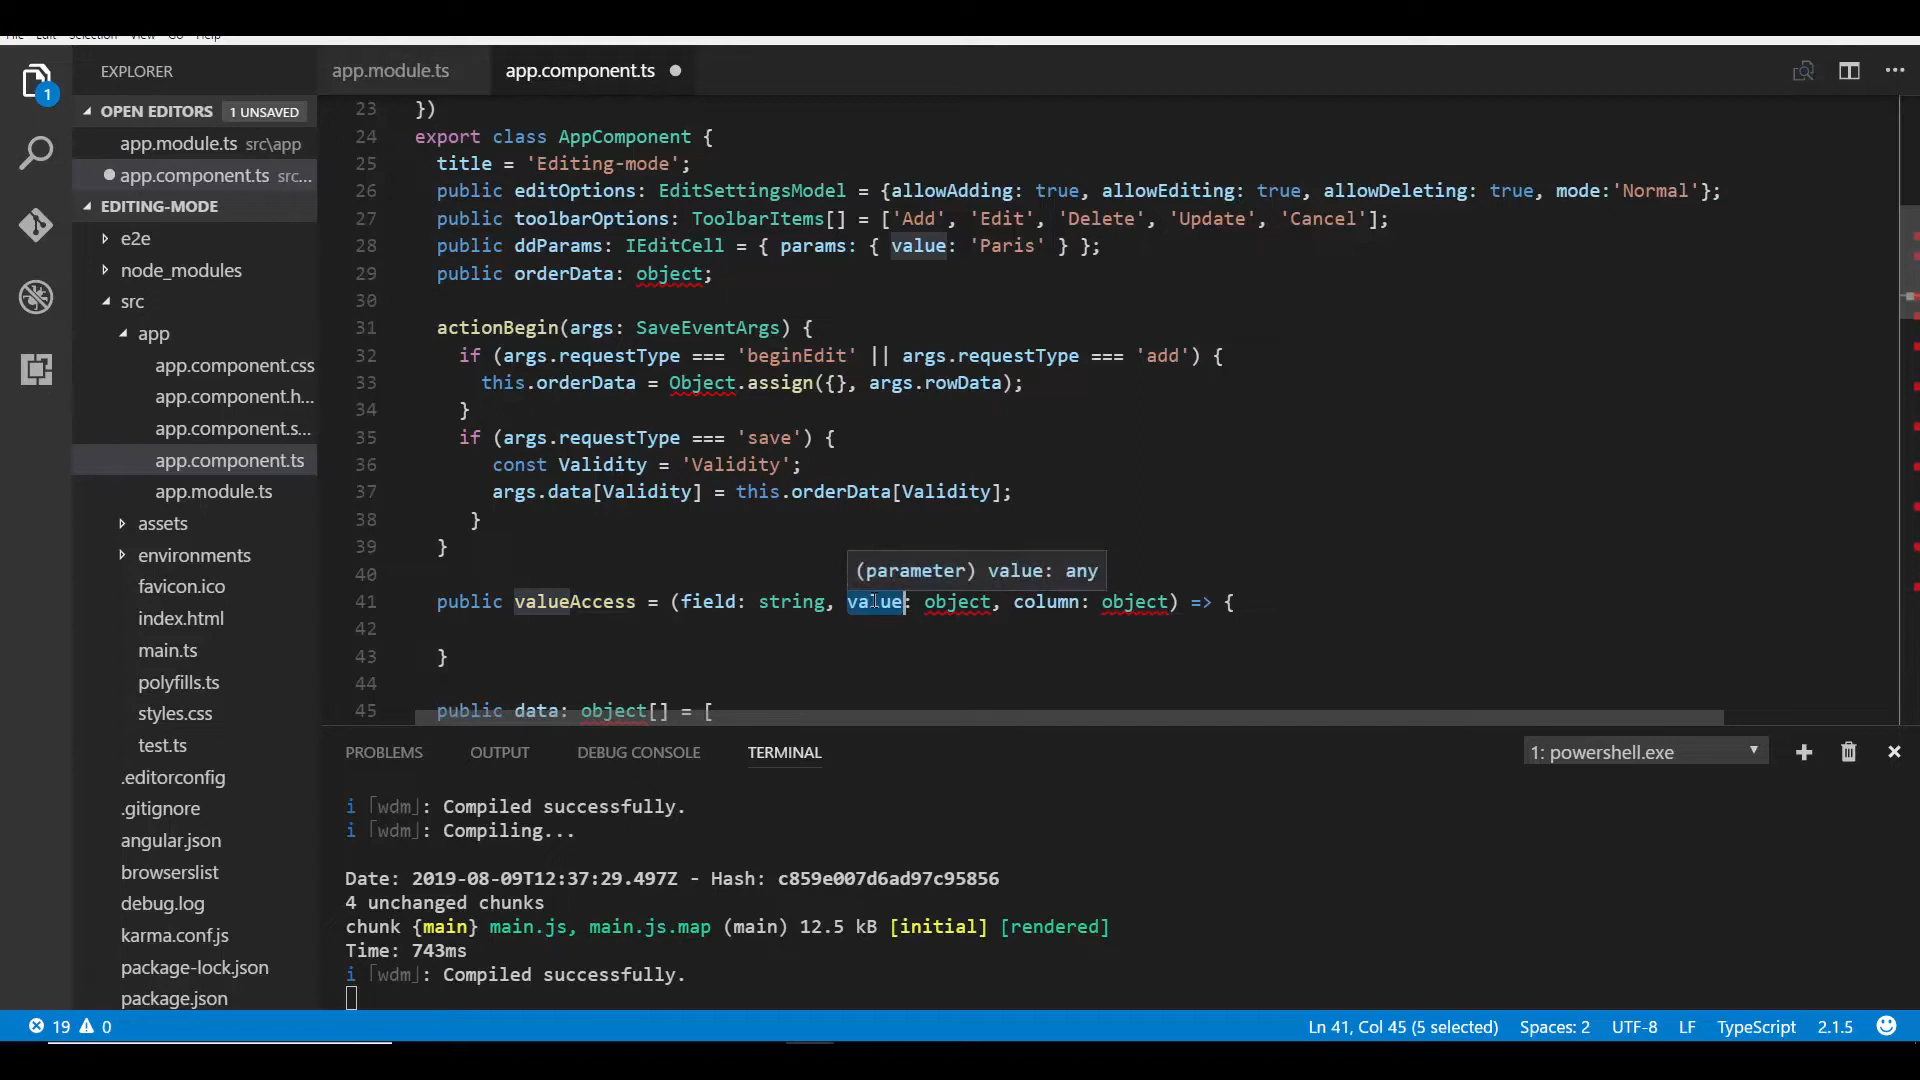 File Edit Selection View Go Help
EXPLORER
app.module.ts
app.component.ts
OPEN EDITORS 1 UNSAVED
app.module.ts src\app
app.component.ts src...
EDITING-MODE
e2e
node_modules
src
app
app.component.css
app.component.h...
app.component.s...
app.component.ts
app.module.ts
assets
environments
favicon.ico
index.html
main.ts
polyfills.ts
styles.css
test.ts
.editorconfig
.gitignore
angular.json
browserslist
debug.log
karma.conf.js
package-lock.json
package.json
1
23 })
24 export class AppComponent {
25 title = 'Editing-mode';
26 public editOptions: EditSettingsModel = {allowAdding: true, allowEditing: true, allowDeleting: true, mode:'Normal'};
27 public toolbarOptions: ToolbarItems[] = ['Add', 'Edit', 'Delete', 'Update', 'Cancel'];
28 public ddParams: IEditCell = { params: { value: 'Paris' } };
29 public orderData: object;
30
31 actionBegin(args: SaveEventArgs) {
32 if (args.requestType === 'beginEdit' || args.requestType === 'add') {
33 this.orderData = Object.assign({}, args.rowData);
34 }
35 if (args.requestType === 'save') {
36 const Validity = 'Validity';
37 args.data[Validity] = this.orderData[Validity];
38 }
39 }
40
(parameter) value: any
41 public valueAccess = (field: string, value: object, column: object) => {
42
43 }
44
45 public data: object[] = [
PROBLEMS OUTPUT DEBUG CONSOLE TERMINAL 1: powershell.exe
i ｢wdm｣: Compiled successfully.
i ｢wdm｣: Compiling...
Date: 2019-08-09T12:37:29.497Z - Hash: c859e007d6ad97c95856
4 unchanged chunks
chunk {main} main.js, main.js.map (main) 12.5 kB [initial] [rendered]
Time: 743ms
i ｢wdm｣: Compiled successfully.
19 0 Ln 41, Col 45 (5 selected) Spaces: 2 UTF-8 LF TypeScript 2.1.5